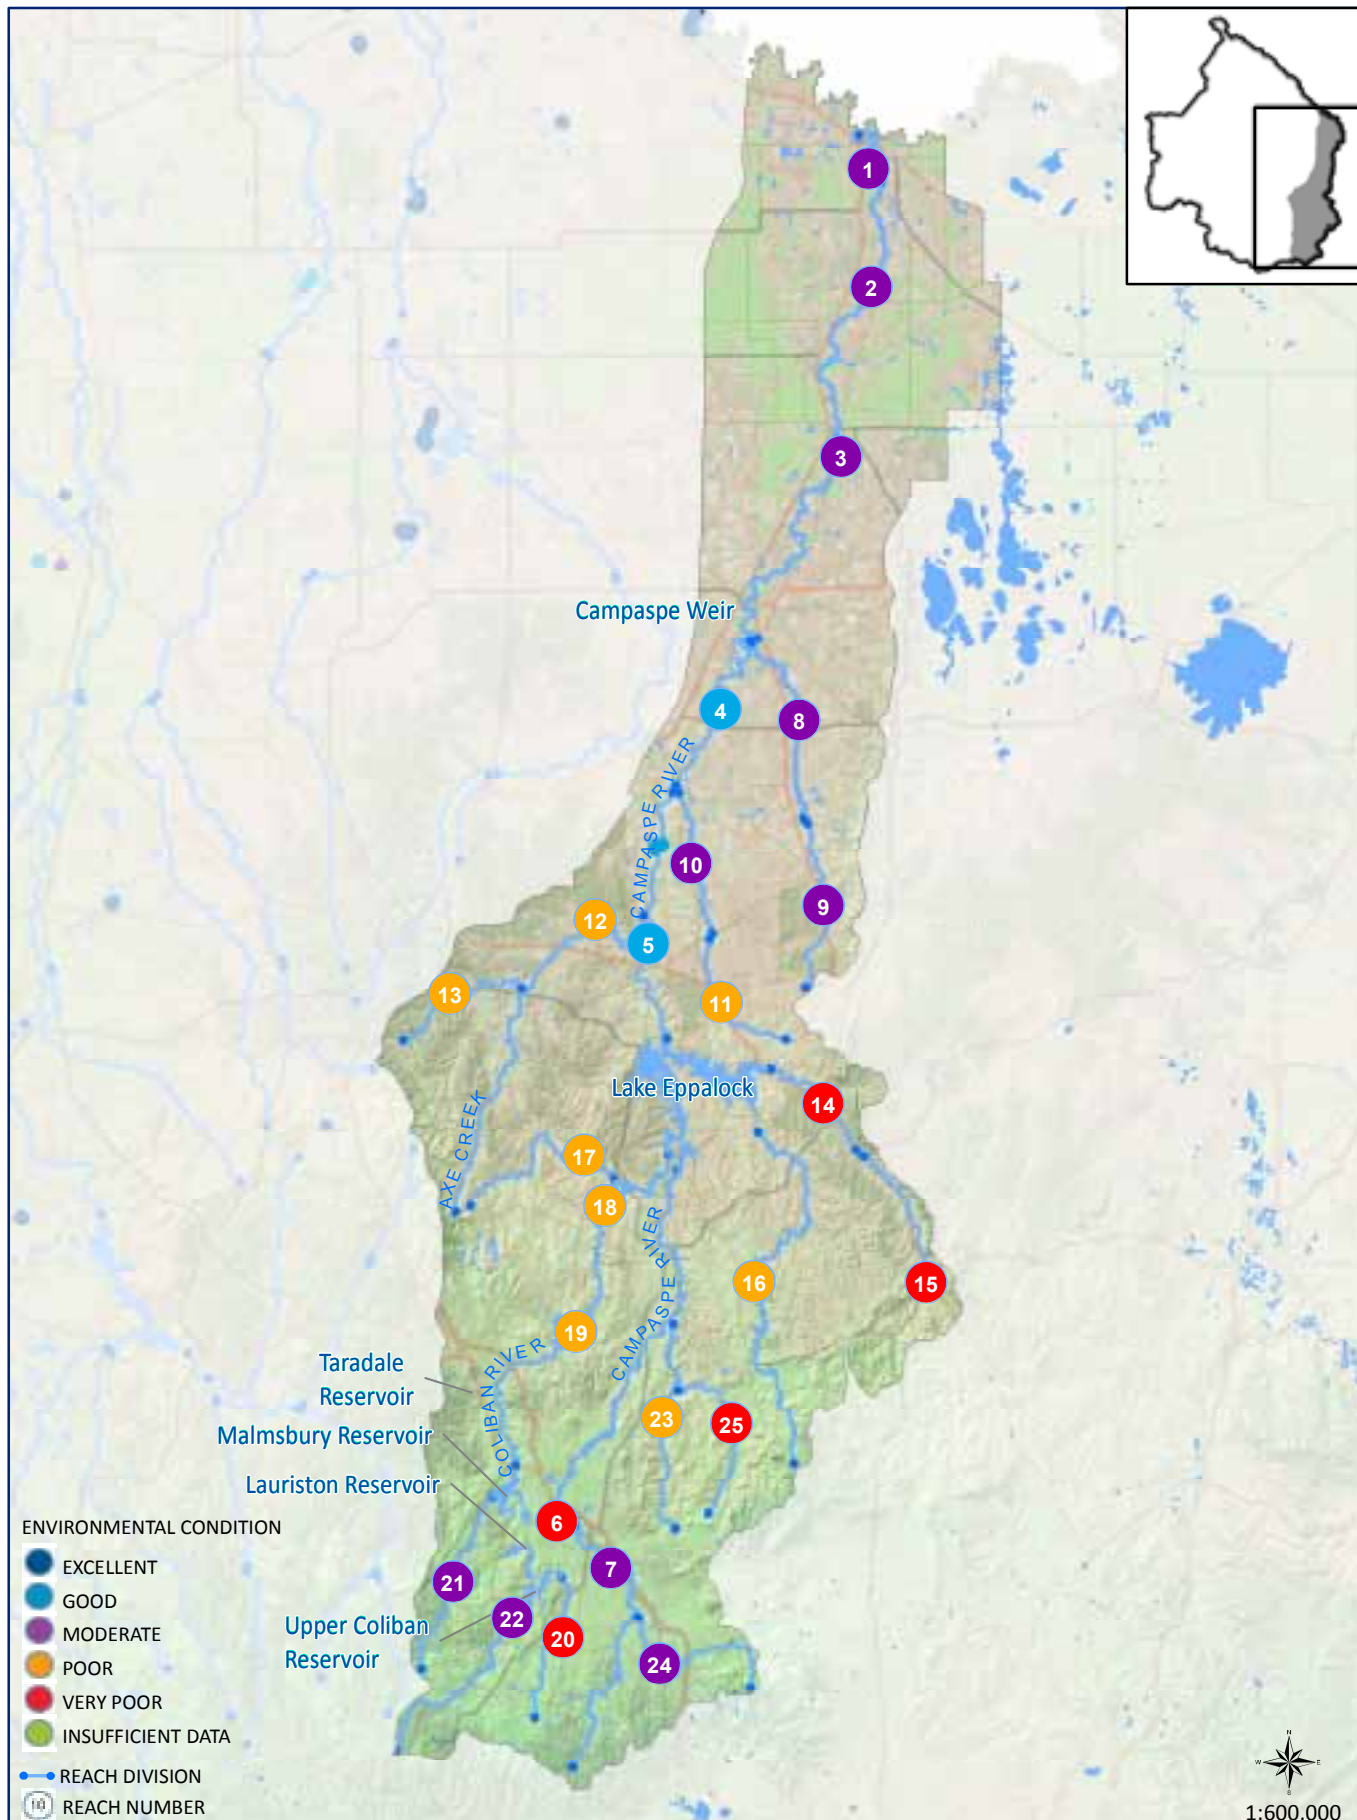 1
2
3
Campaspe Weir
4
8
CAMPASPE RIVER
10
9
12
5
13
11
Lake Eppalock
14
AXE CREEK
17
18
CAMPASPE RIVER
16
15
19
COLIBAN RIVER
Taradale
Reservoir
23
25
Malmsbury Reservoir
Lauriston Reservoir
6
7
21
22
20
24
Upper Coliban
Reservoir
ENVIRONMENTAL CONDITION
EXCELLENT
GOOD
MODERATE
POOR
VERY POOR
INSUFFICIENT DATA
REACH DIVISION
REACH NUMBER
N
W
E
S
1:600,000